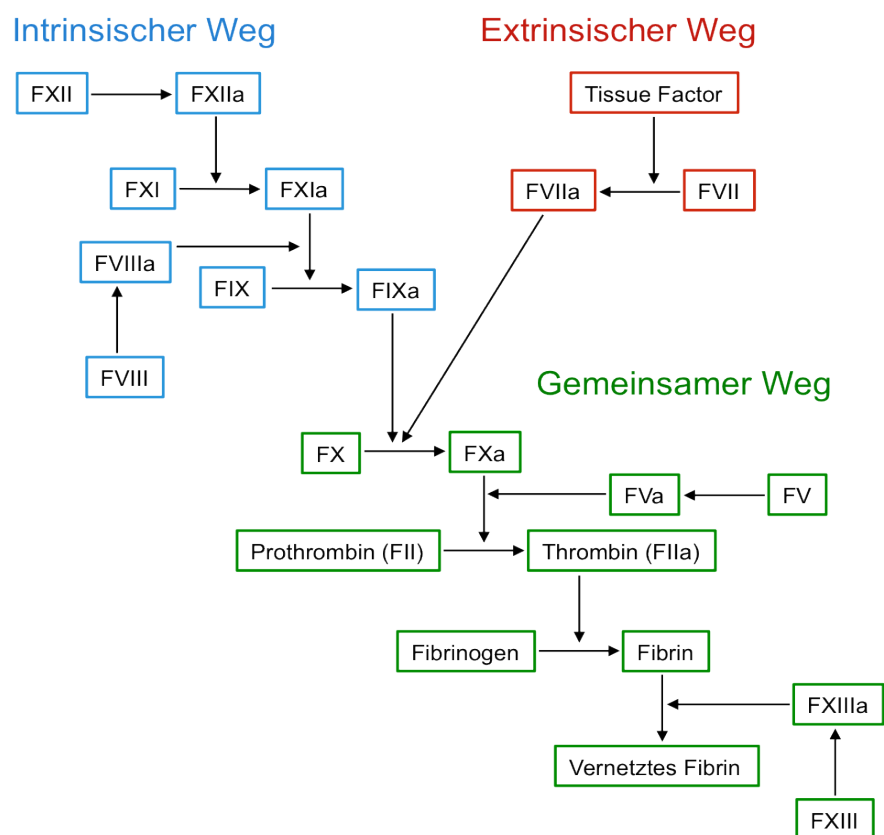 Intrinsischer Weg
Extrinsischer Weg
FXII
FXIIa
Tissue Factor
FXI
FXIa
FVIIa
FVII
FVIIIa
FIX
FIXa
FVIII
Gemeinsamer Weg
FX
FXa
FVa
FV
Prothrombin (FII)
Thrombin (FIIa)
Fibrinogen
Fibrin
FXIIIa
Vernetztes Fibrin
FXIII